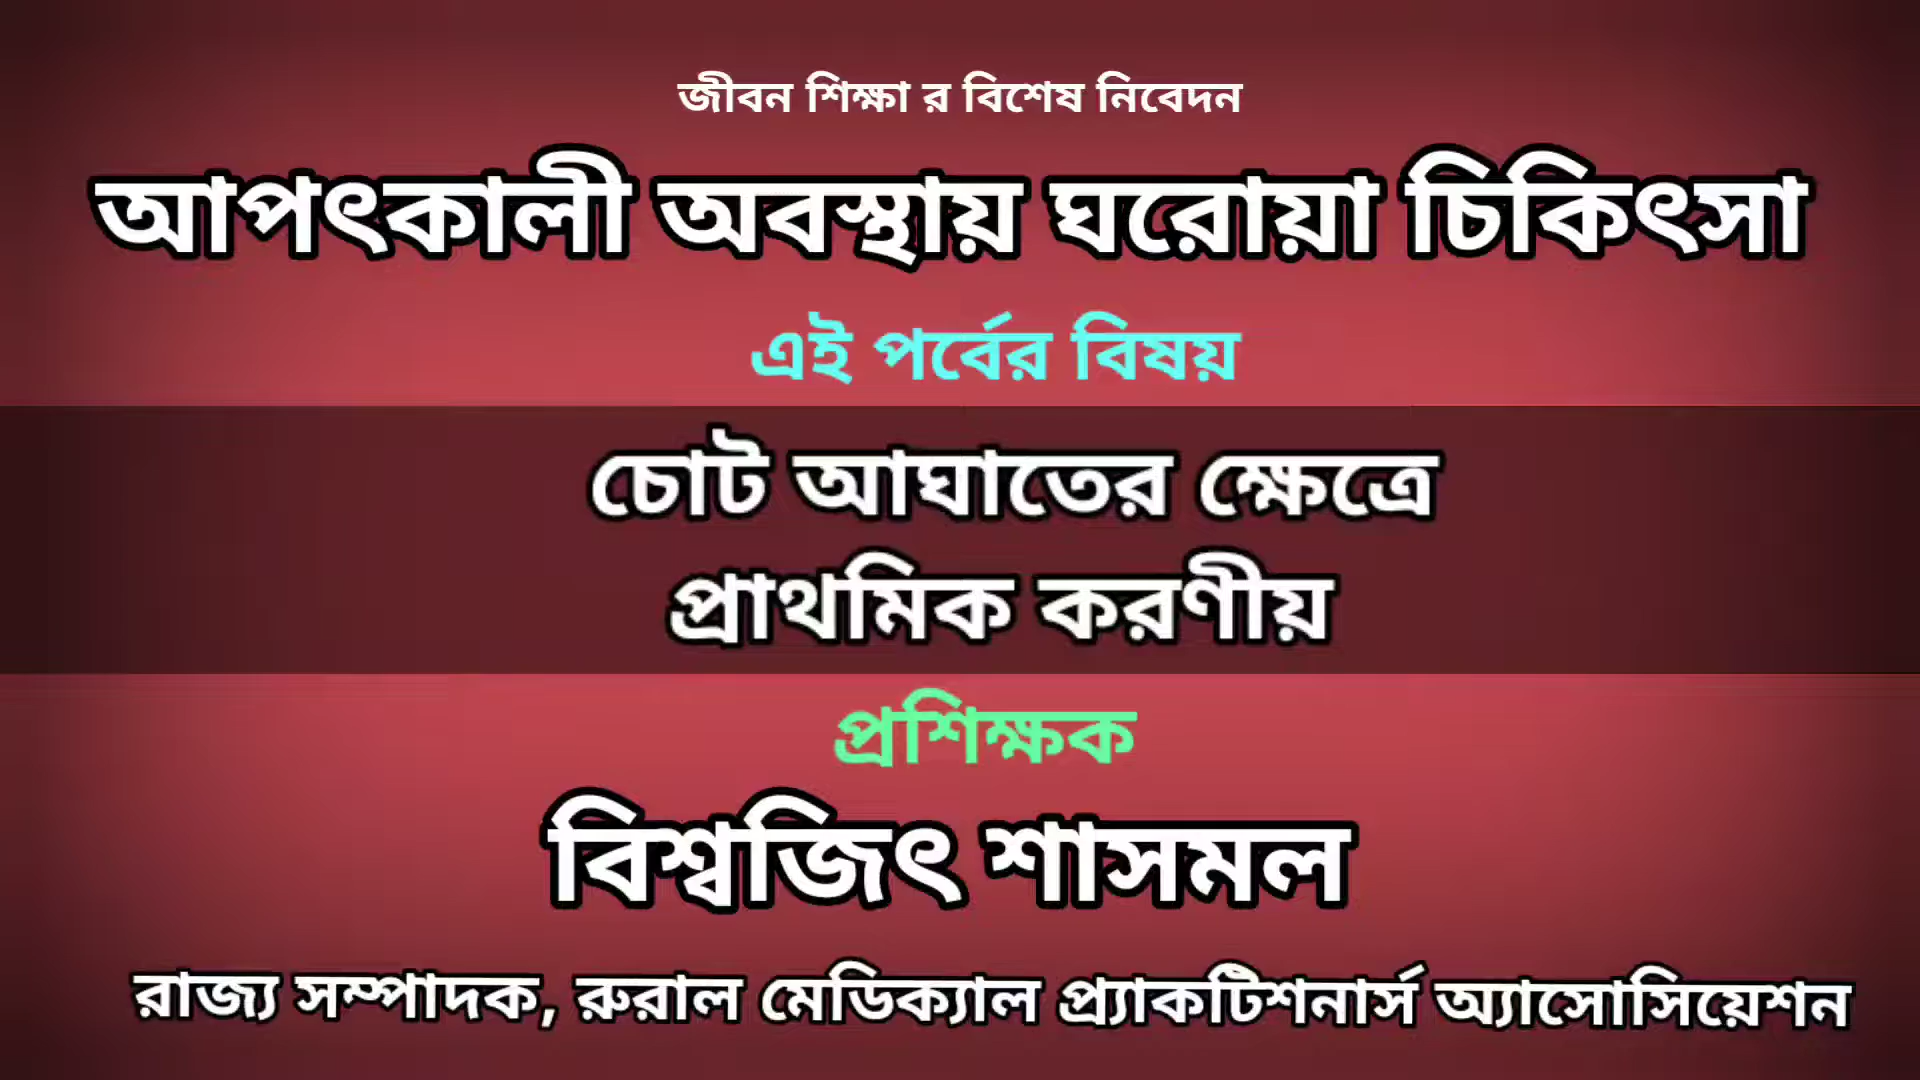 জীবন শিক্ষা র বিশেষ নিবেদন
আপৎকালী অবস্থায় ঘরোয়া চিকিৎসা
এই পর্বের বিষয়
চোট আঘাতের ক্ষেত্রে
প্রাথমিক করণীয়
প্রশিক্ষক
বিশ্বজিৎ শাসমল
রাজ্য সম্পাদক, রুরাল মেডিক্যাল প্র্যাকটিশনার্স অ্যাসোসিয়েশন